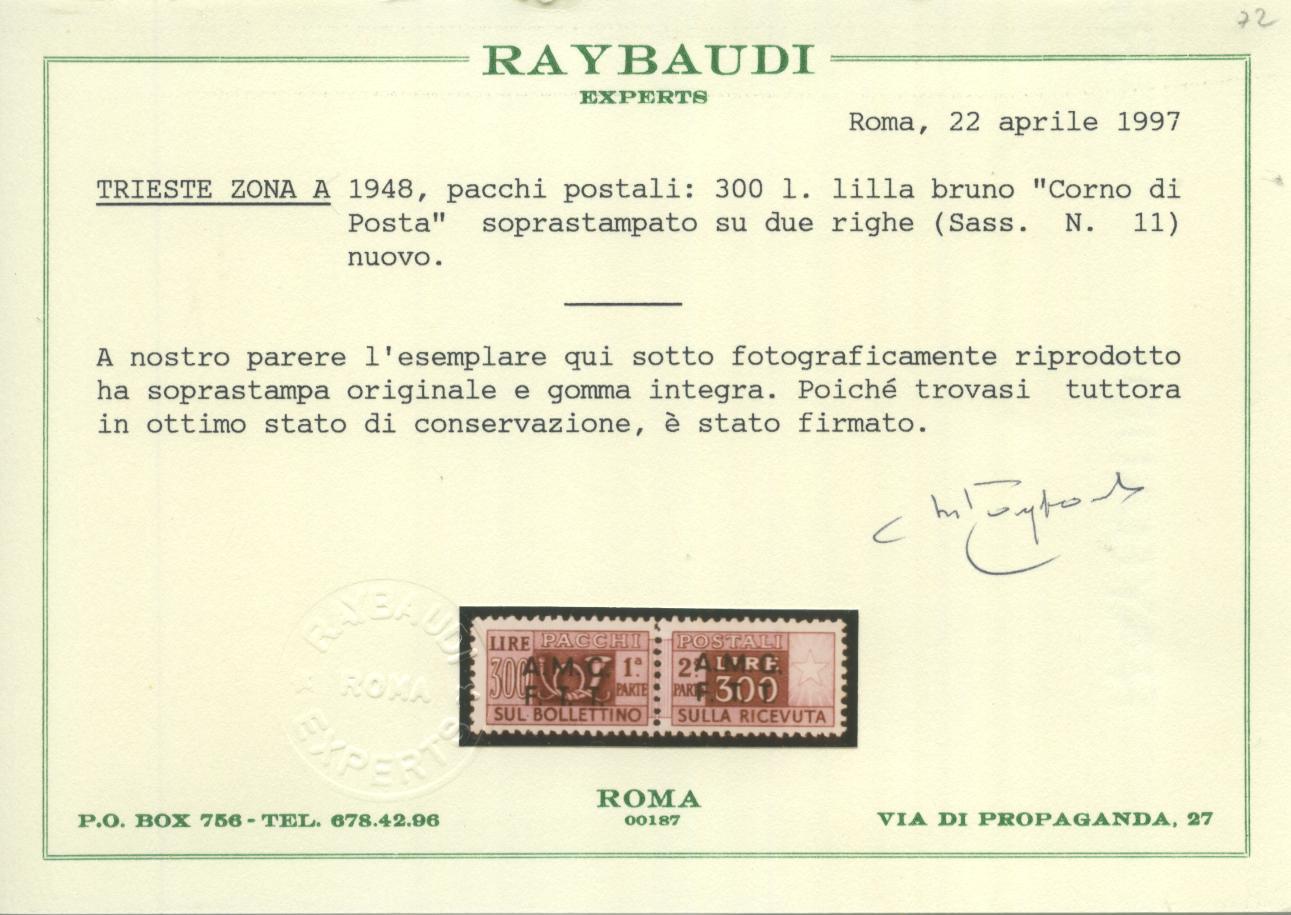 72
RAYBAUDI
EXPERTS
Roma, 22 aprile 1997
TRIESTE ZONA A 1948, pacchi postali: 300 l. lilla bruno "Corno di
Posta" soprastampato su due righe (Sass. N. 11)
nuovo.
A nostro parere l'esemplare qui sotto fotograficamente riprodotto
ha soprastampa originale e gomma integra. Poiché trovasi tuttora
in ottimo stato di conservazione, è stato firmato.
RAYBAUDI
ROMA
EXPERTS
LIRE PACCHI POSTALI
300 1ª PARTE 2ª PARTE LIRE 300
A.M.G. A.M.G.
F.T.T. F.T.T.
SUL BOLLETTINO SULLA RICEVUTA
ROMA
00187
P.O. BOX 756 - TEL. 678.42.96
VIA DI PROPAGANDA, 27